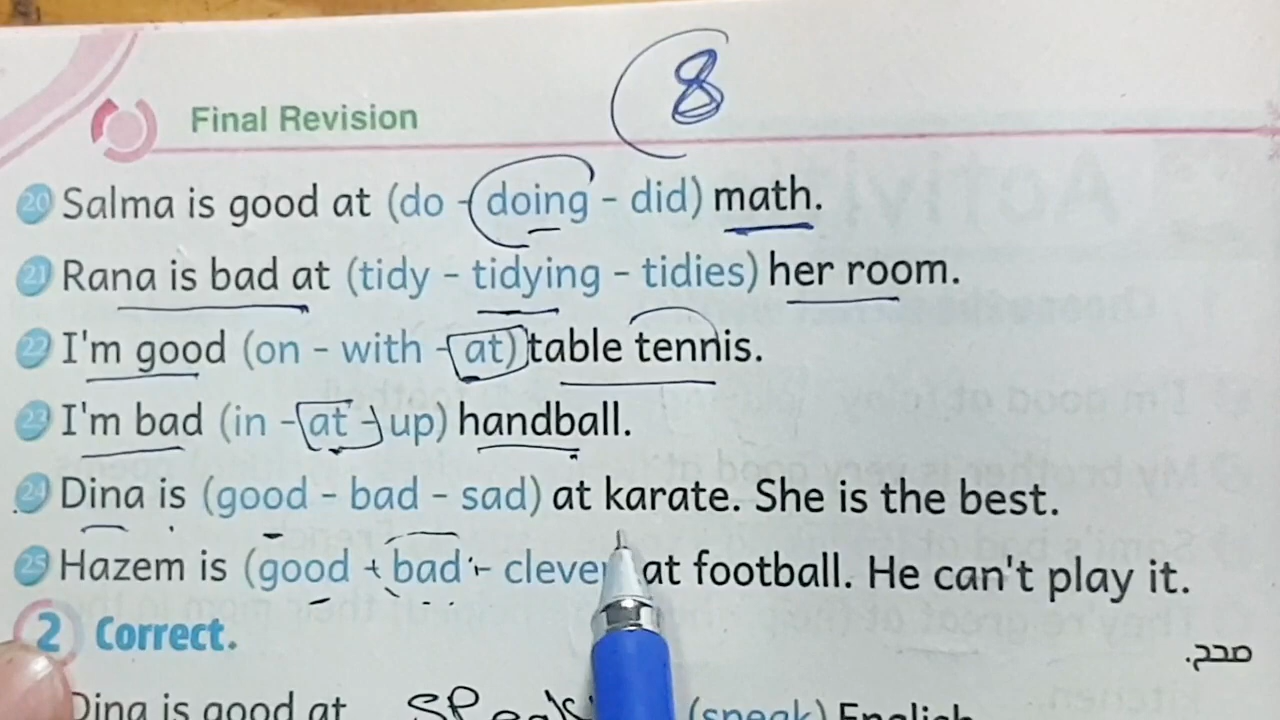 8
Final Revision
20 Salma is good at (do - doing - did) math.
21 Rana is bad at (tidy - tidying - tidies) her room.
22 I'm good (on - with - at) table tennis.
23 I'm bad (in - at - up) handball.
24 Dina is (good - bad - sad) at karate. She is the best.
25 Hazem is (good - bad - clever at football. He can't play it.
2 Correct.
صحح.
Dina is good at speak (speak) English